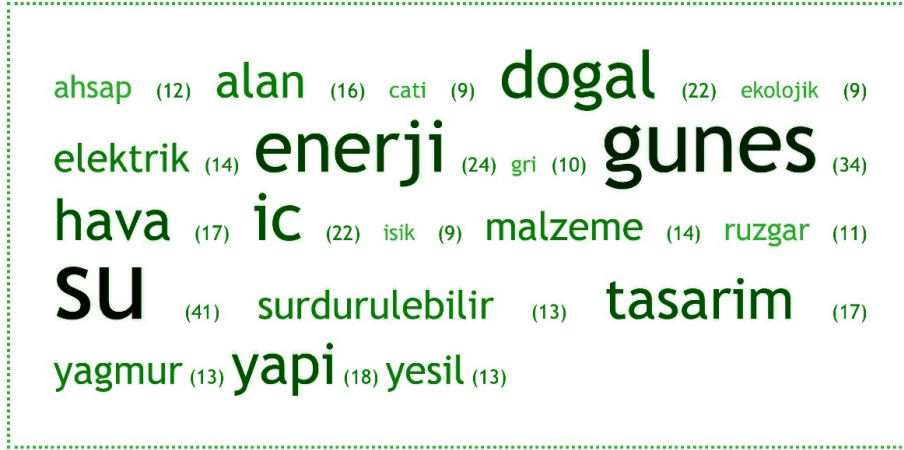 ahsap (12) alan (16) cati (9) dogal (22) ekolojik (9)
elektrik (14) enerji (24) gri (10) gunes (34)
hava (17) ic (22) isik (9) malzeme (14) ruzgar (11)
su (41) surdurulebilir (13) tasarim (17)
yagmur (13) yapi (18) yesil (13)